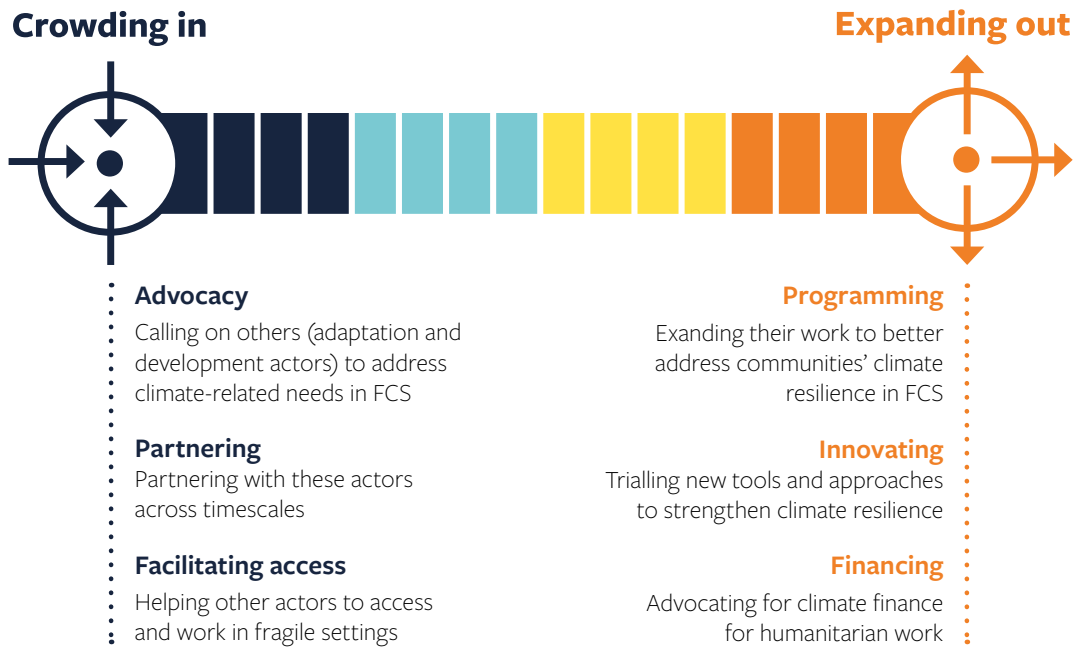 Crowding in
Expanding out
Advocacy
Calling on others (adaptation and
development actors) to address
climate-related needs in FCS
Partnering
Partnering with these actors
across timescales
Facilitating access
Helping other actors to access
and work in fragile settings
Programming
Exanding their work to better
address communities’ climate
resilience in FCS
Innovating
Trialling new tools and approaches
to strengthen climate resilience
Financing
Advocating for climate finance
for humanitarian work